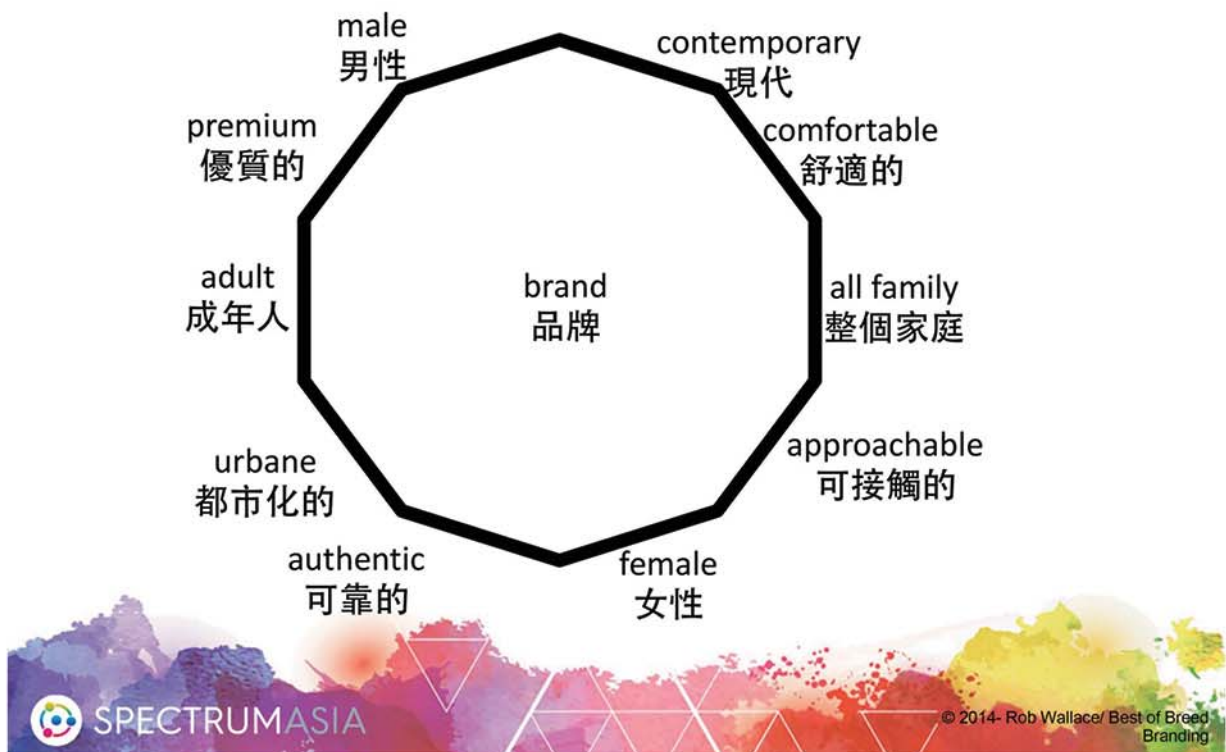 male
男性
contemporary
現代
premium
優質的
comfortable
舒適的
adult
成年人
brand
品牌
all family
整個家庭
urbane
都市化的
approachable
可接觸的
authentic
可靠的
female
女性
SPECTRUMASIA
© 2014- Rob Wallace/ Best of Breed
Branding